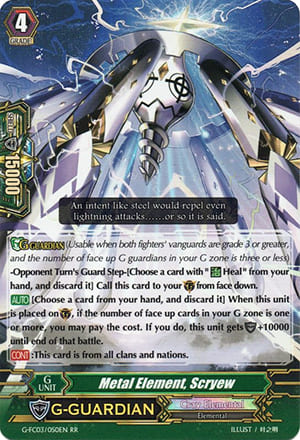 4
GRADE
15000
SHIELD
An intent like steel would repel even
lightning attacks……or so it is said.
G GUARDIAN (Usable when both fighters' vanguards are grade 3 or greater,
and the number of face up G guardians in your G zone is three or less)
-Opponent Turn's Guard Step-[Choose a card with " Heal" from your
hand, and discard it] Call this card to your G from face down.
AUTO [Choose a card from your hand, and discard it] When this unit
is placed on G, if the number of face up cards in your G zone is one
or more, you may pay the cost. If you do, this unit gets +10000
until end of that battle.
CONT :This card is from all clans and nations.
G
UNIT
Metal Element, Scryew
G-GUARDIAN
Cray Elemental
Elemental
G-FC03/050EN RR
ILLUST / 叶之明